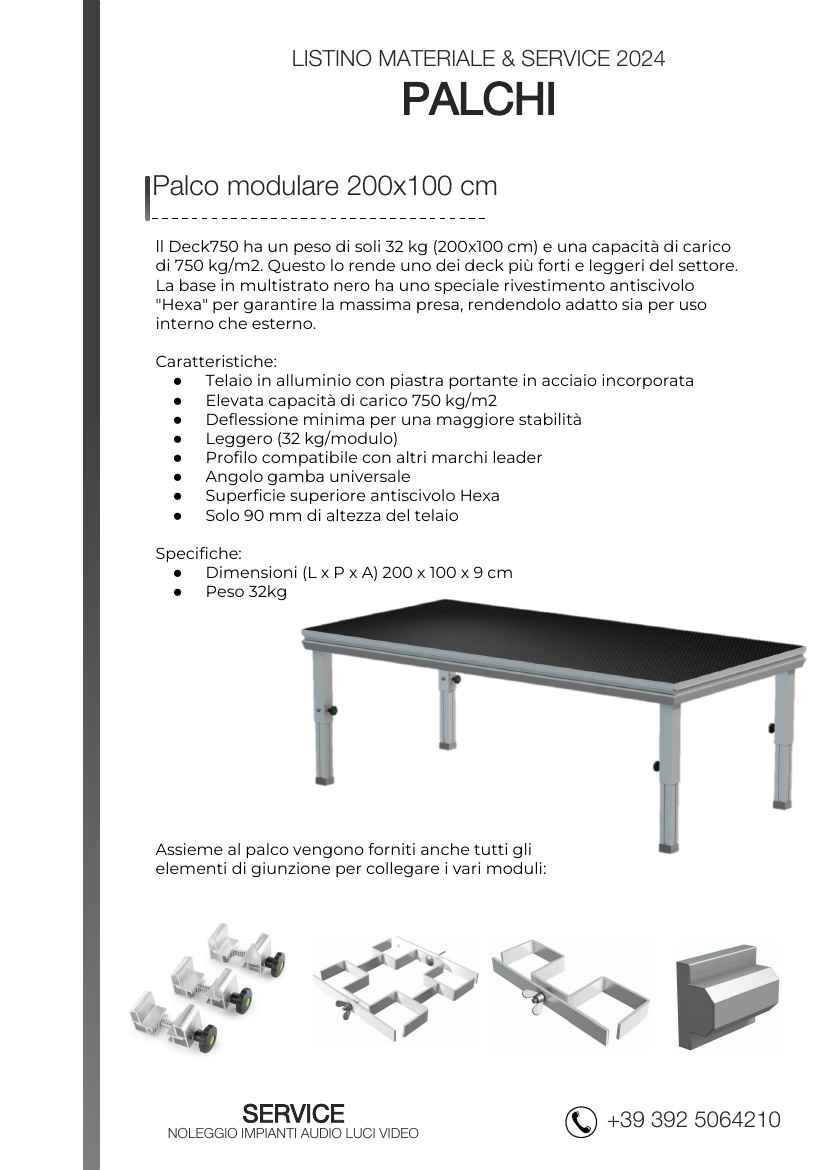 LISTINO MATERIALE & SERVICE 2024
PALCHI
Palco modulare 200x100 cm
Il Deck750 ha un peso di soli 32 kg (200x100 cm) e una capacità di carico
di 750 kg/m2. Questo lo rende uno dei deck più forti e leggeri del settore.
La base in multistrato nero ha uno speciale rivestimento antiscivolo
"Hexa" per garantire la massima presa, rendendolo adatto sia per uso
interno che esterno.
Caratteristiche:
● Telaio in alluminio con piastra portante in acciaio incorporata
● Elevata capacità di carico 750 kg/m2
● Deflessione minima per una maggiore stabilità
● Leggero (32 kg/modulo)
● Profilo compatibile con altri marchi leader
● Angolo gamba universale
● Superficie superiore antiscivolo Hexa
● Solo 90 mm di altezza del telaio
Specifiche:
● Dimensioni (L x P x A) 200 x 100 x 9 cm
● Peso 32kg
Assieme al palco vengono forniti anche tutti gli
elementi di giunzione per collegare i vari moduli:
SERVICE
NOLEGGIO IMPIANTI AUDIO LUCI VIDEO
+39 392 5064210